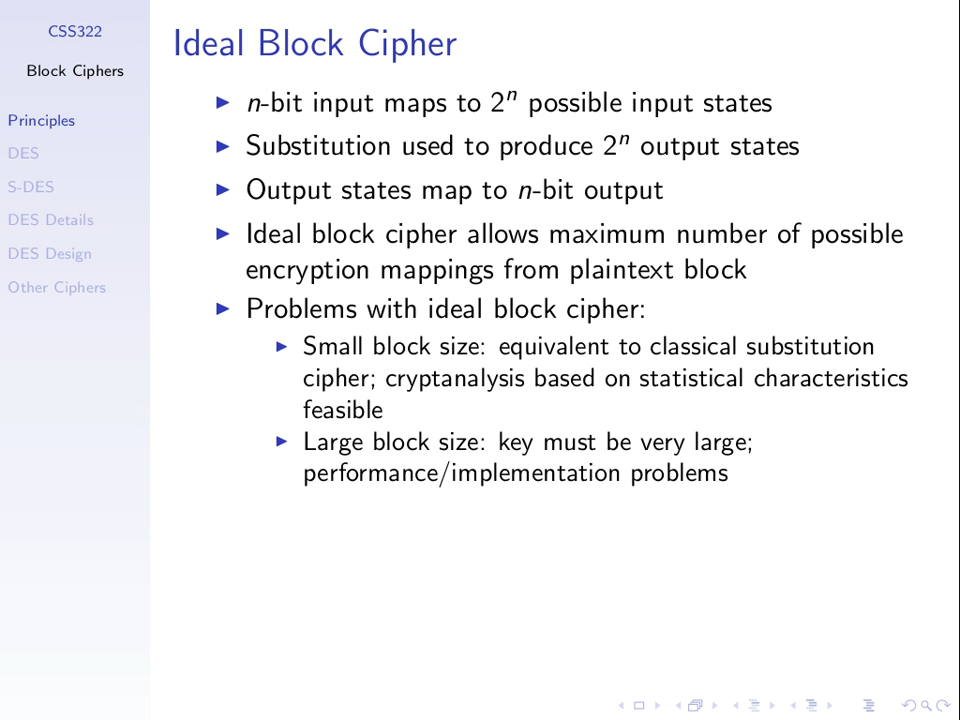 CSS322
Block Ciphers
Principles
DES
S-DES
DES Details
DES Design
Other Ciphers
Ideal Block Cipher
n-bit input maps to 2ⁿ possible input states
Substitution used to produce 2ⁿ output states
Output states map to n-bit output
Ideal block cipher allows maximum number of possible
encryption mappings from plaintext block
Problems with ideal block cipher:
Small block size: equivalent to classical substitution
cipher; cryptanalysis based on statistical characteristics
feasible
Large block size: key must be very large;
performance/implementation problems